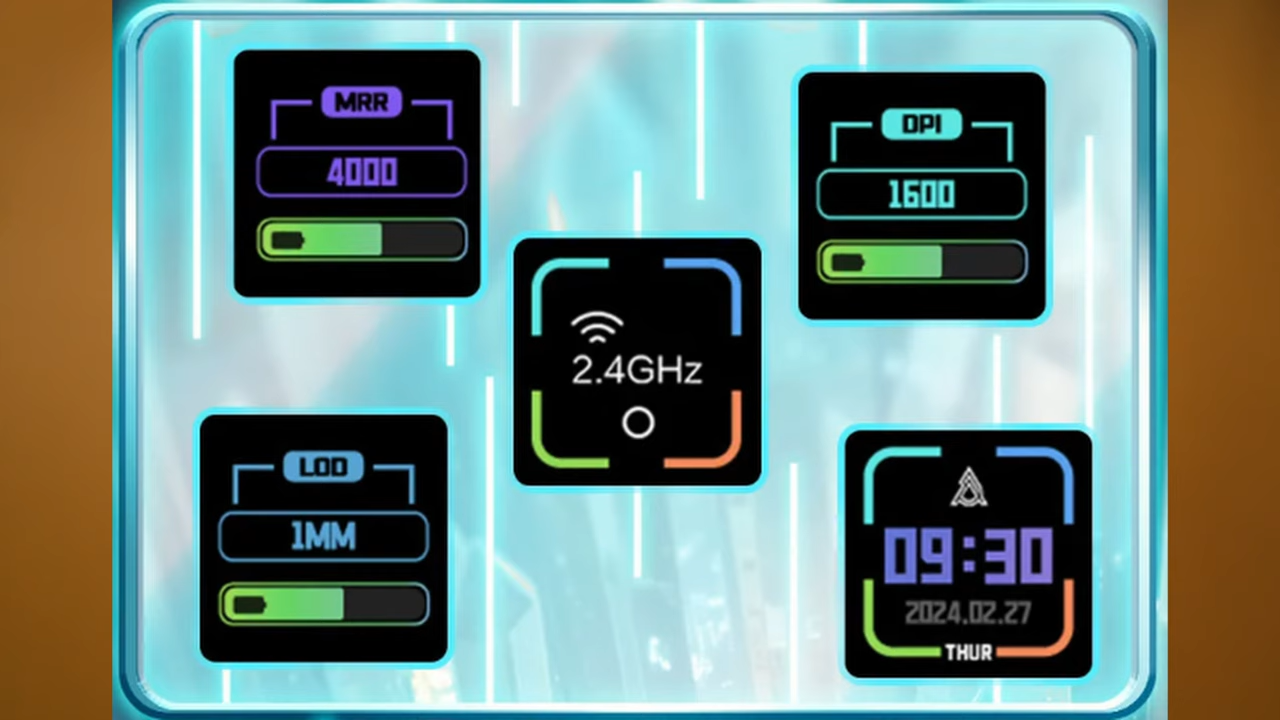 MRR
4000
DPI
1600
2.4GHz
LOD
1MM
09:30
2024.02.27
THUR